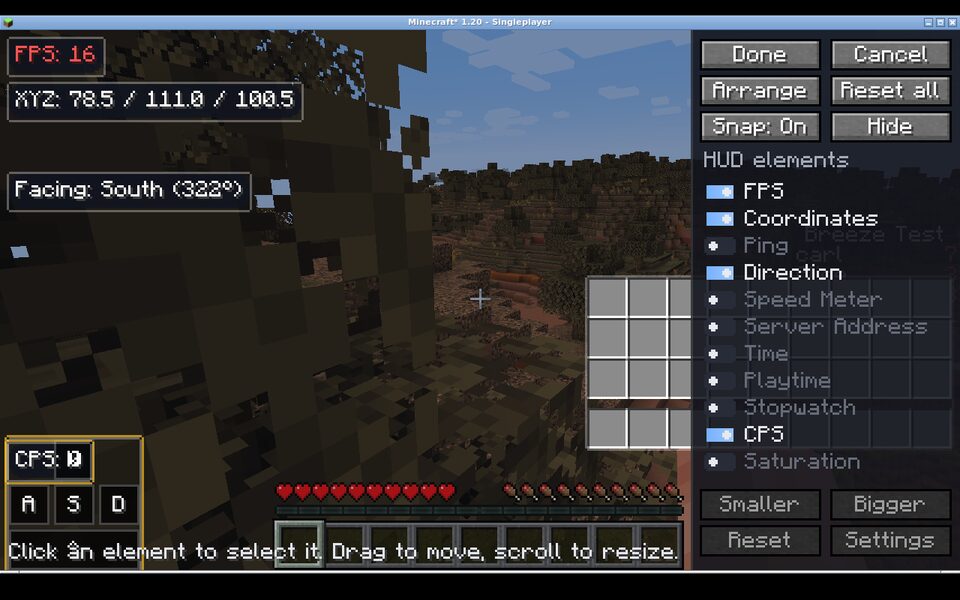 Minecraft* 1.20 - Singleplayer
FPS: 16
XYZ: 78.5 / 111.0 / 100.5
Facing: South (322°)
CPS: 0
A S D
Click an element to select it. Drag to move, scroll to resize.
Done Cancel
Arrange Reset all
Snap: On Hide
HUD elements
FPS
Coordinates
Ping
Direction
Speed Meter
Server Address
Time
Playtime
Stopwatch
CPS
Saturation
Breeze Test
carl
Smaller Bigger
Reset Settings